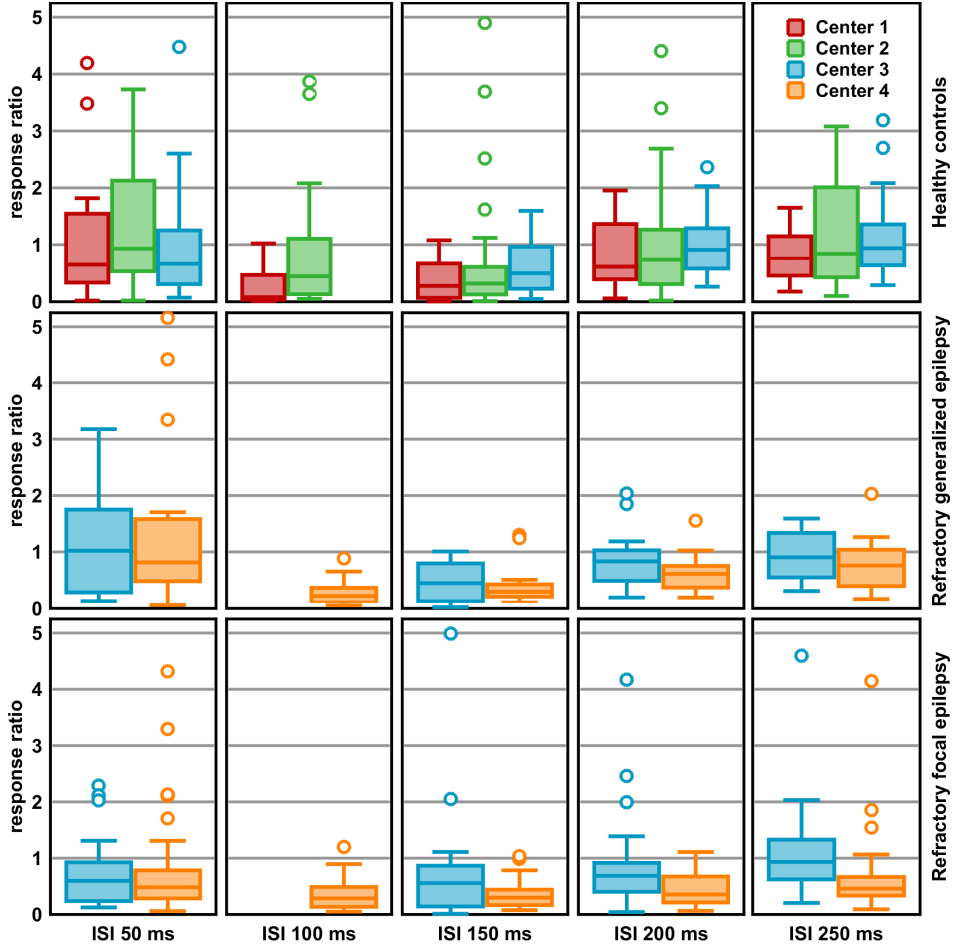 5
4
3
2
1
0
response ratio
Center 1
Center 2
Center 3
Center 4
Healthy controls
5
4
3
2
1
0
response ratio
Refractory generalized epilepsy
5
4
3
2
1
0
response ratio
Refractory focal epilepsy
ISI 50 ms
ISI 100 ms
ISI 150 ms
ISI 200 ms
ISI 250 ms